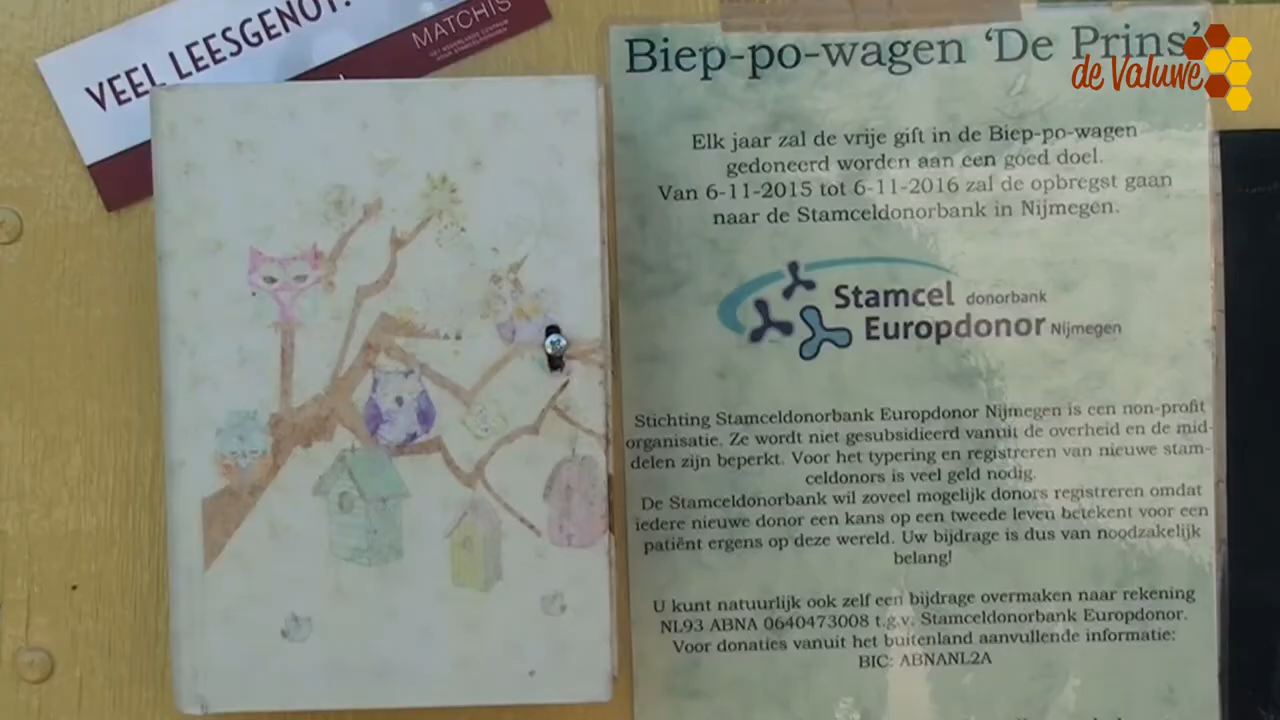 VEEL LEESGENOT!
MATCHIS
Biep-po-wagen ‘De Prins’
de Valuwe
Elk jaar zal de vrije gift in de Biep-po-wagen
gedoneerd worden aan een goed doel.
Van 6-11-2015 tot 6-11-2016 zal de opbregst gaan
naar de Stamceldonorbank in Nijmegen.
Stamcel donorbank
Europdonor Nijmegen
Stichting Stamceldonorbank Europdonor Nijmegen is een non-profit
organisatie. Ze wordt niet gesubsidieerd vanuit de overheid en de mid-
delen zijn beperkt. Voor het typering en registreren van nieuwe stam-
celdonors is veel geld nodig.
De Stamceldonorbank wil zoveel mogelijk donors registreren omdat
iedere nieuwe donor een kans op een tweede leven betekent voor een
patiënt ergens op deze wereld. Uw bijdrage is dus van noodzakelijk
belang!
U kunt natuurlijk ook zelf een bijdrage overmaken naar rekening
NL93 ABNA 0640473008 t.g.v. Stamceldonorbank Europdonor.
Voor donaties vanuit het buitenland aanvullende informatie:
BIC: ABNANL2A